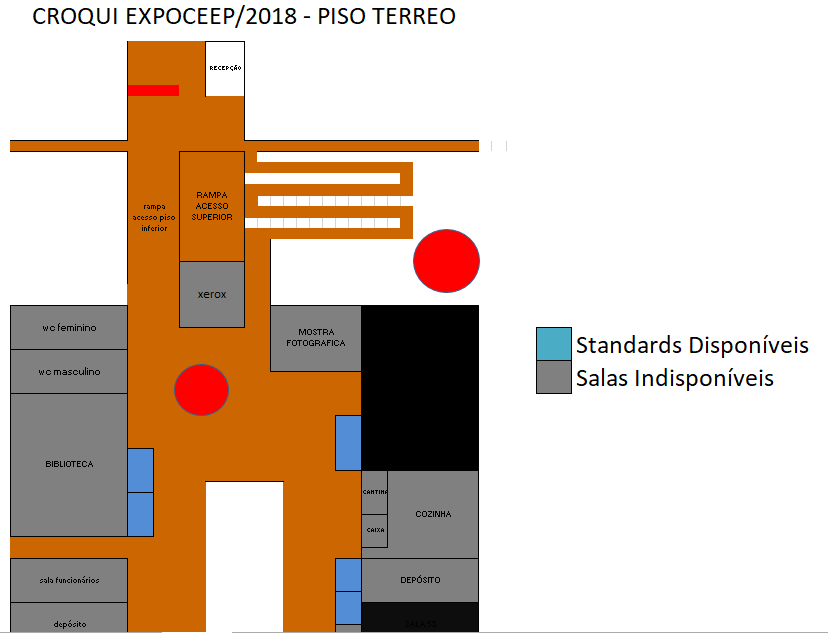 CROQUI EXPOCEEP/2018 - PISO TERREO
RECEPÇÃO
rampa
acesso piso
inferior
RAMPA
ACESSO
SUPERIOR
xerox
wc feminino
wc masculino
MOSTRA
FOTOGRAFICA
Standards Disponíveis
Salas Indisponíveis
BIBLIOTECA
CANTINA
COZINHA
CAIXA
sala funcionários
DEPÓSITO
depósito